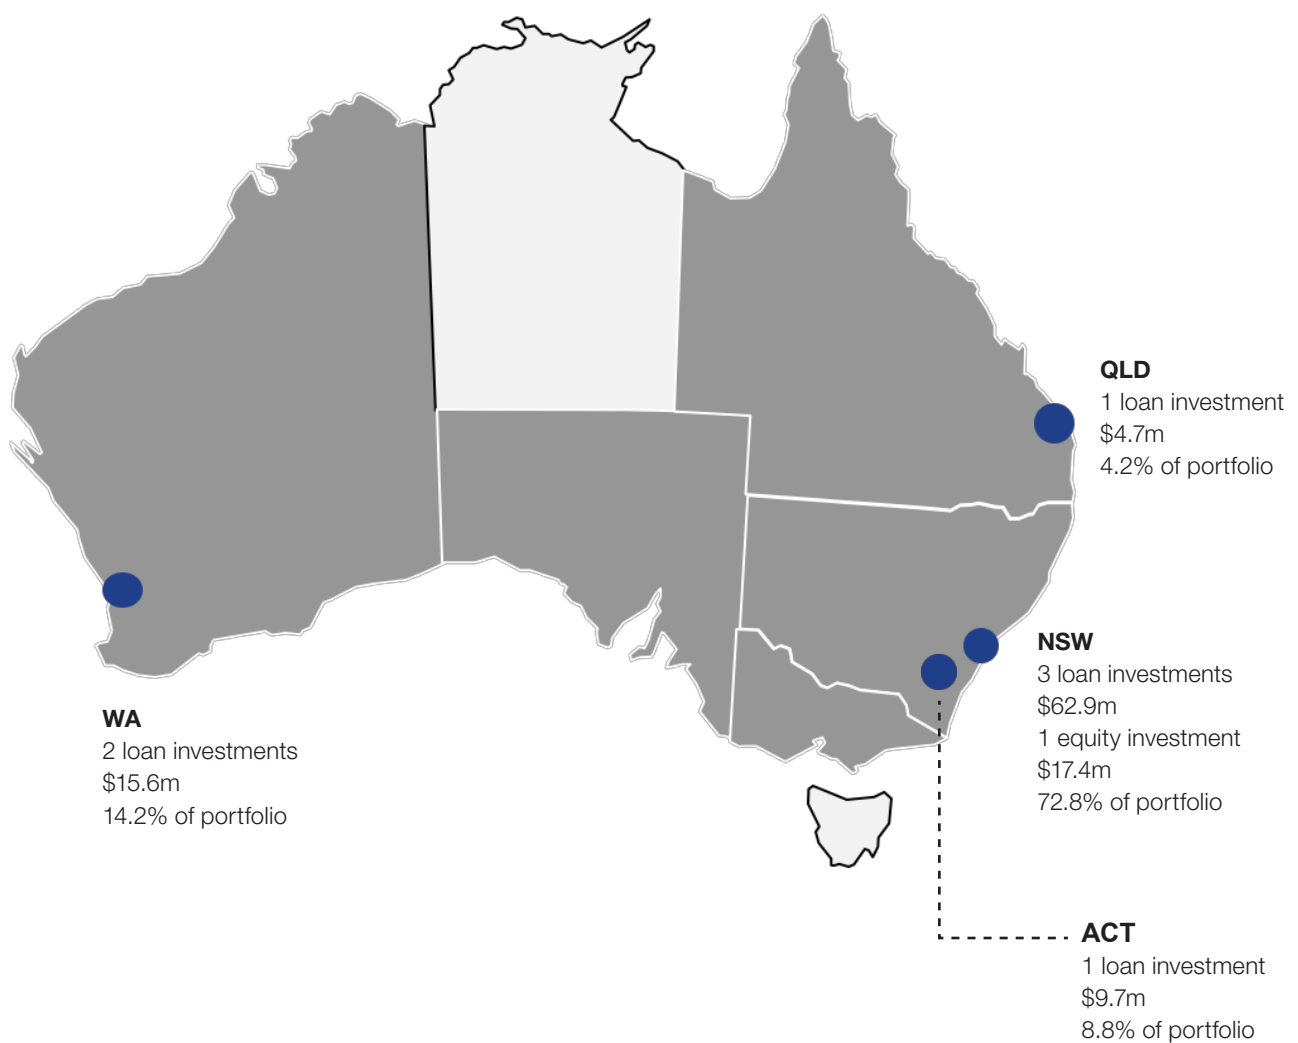 QLD
1 loan investment
$4.7m
4.2% of portfolio
NSW
3 loan investments
$62.9m
1 equity investment
$17.4m
72.8% of portfolio
WA
2 loan investments
$15.6m
14.2% of portfolio
ACT
1 loan investment
$9.7m
8.8% of portfolio